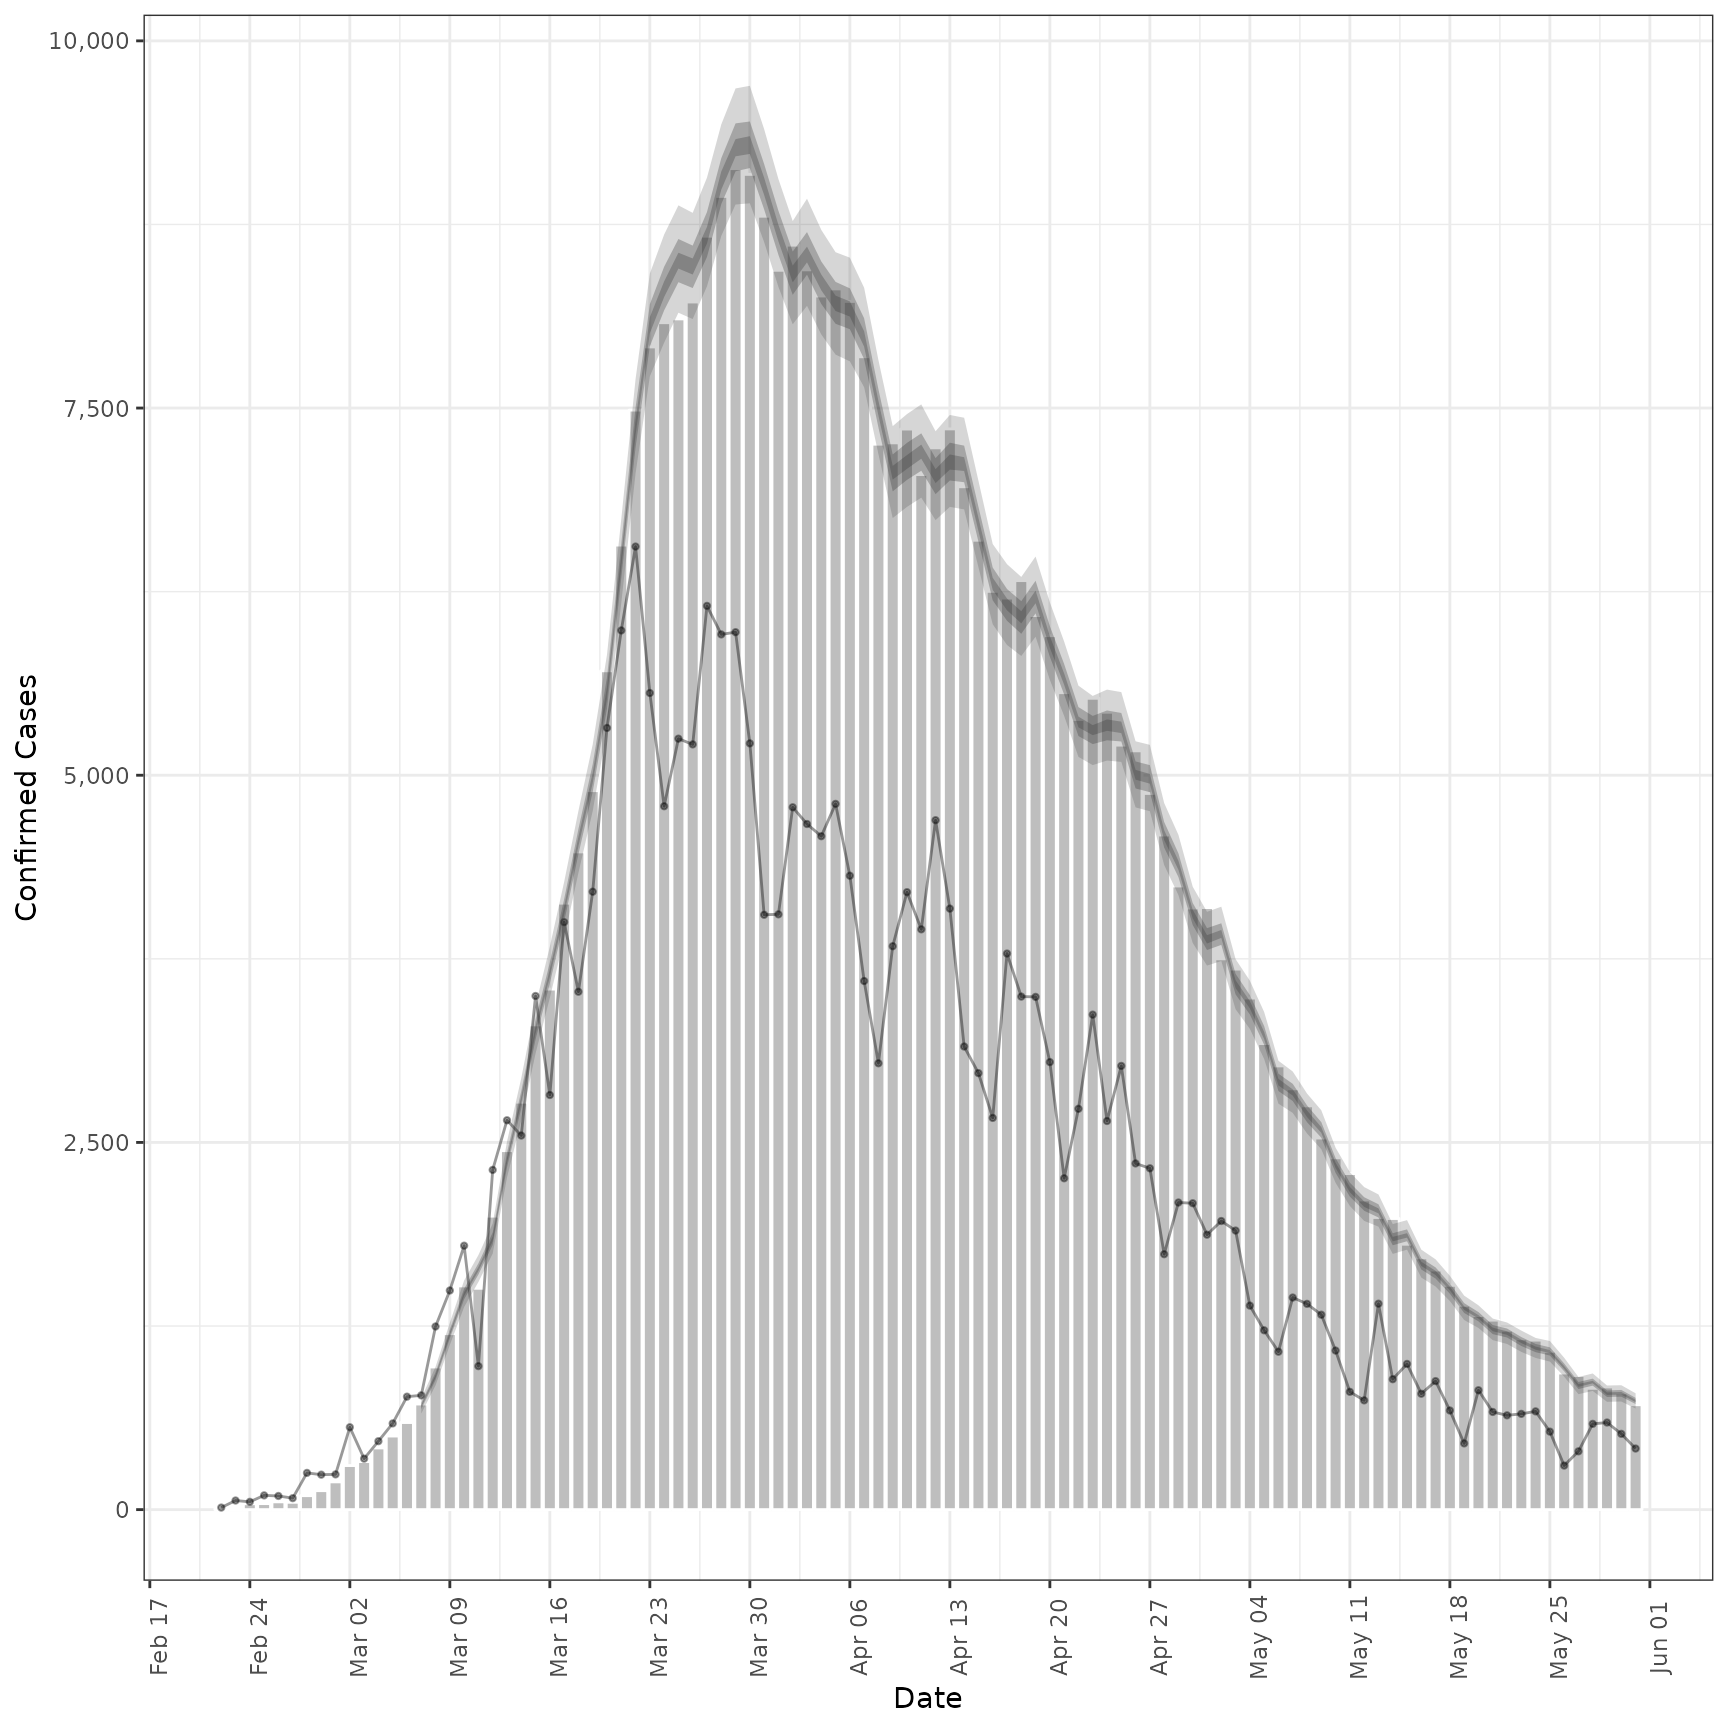 10,000
7,500
5,000
2,500
0
Confirmed Cases
Feb 17
Feb 24
Mar 02
Mar 09
Mar 16
Mar 23
Mar 30
Apr 06
Apr 13
Apr 20
Apr 27
May 04
May 11
May 18
May 25
Jun 01
Date